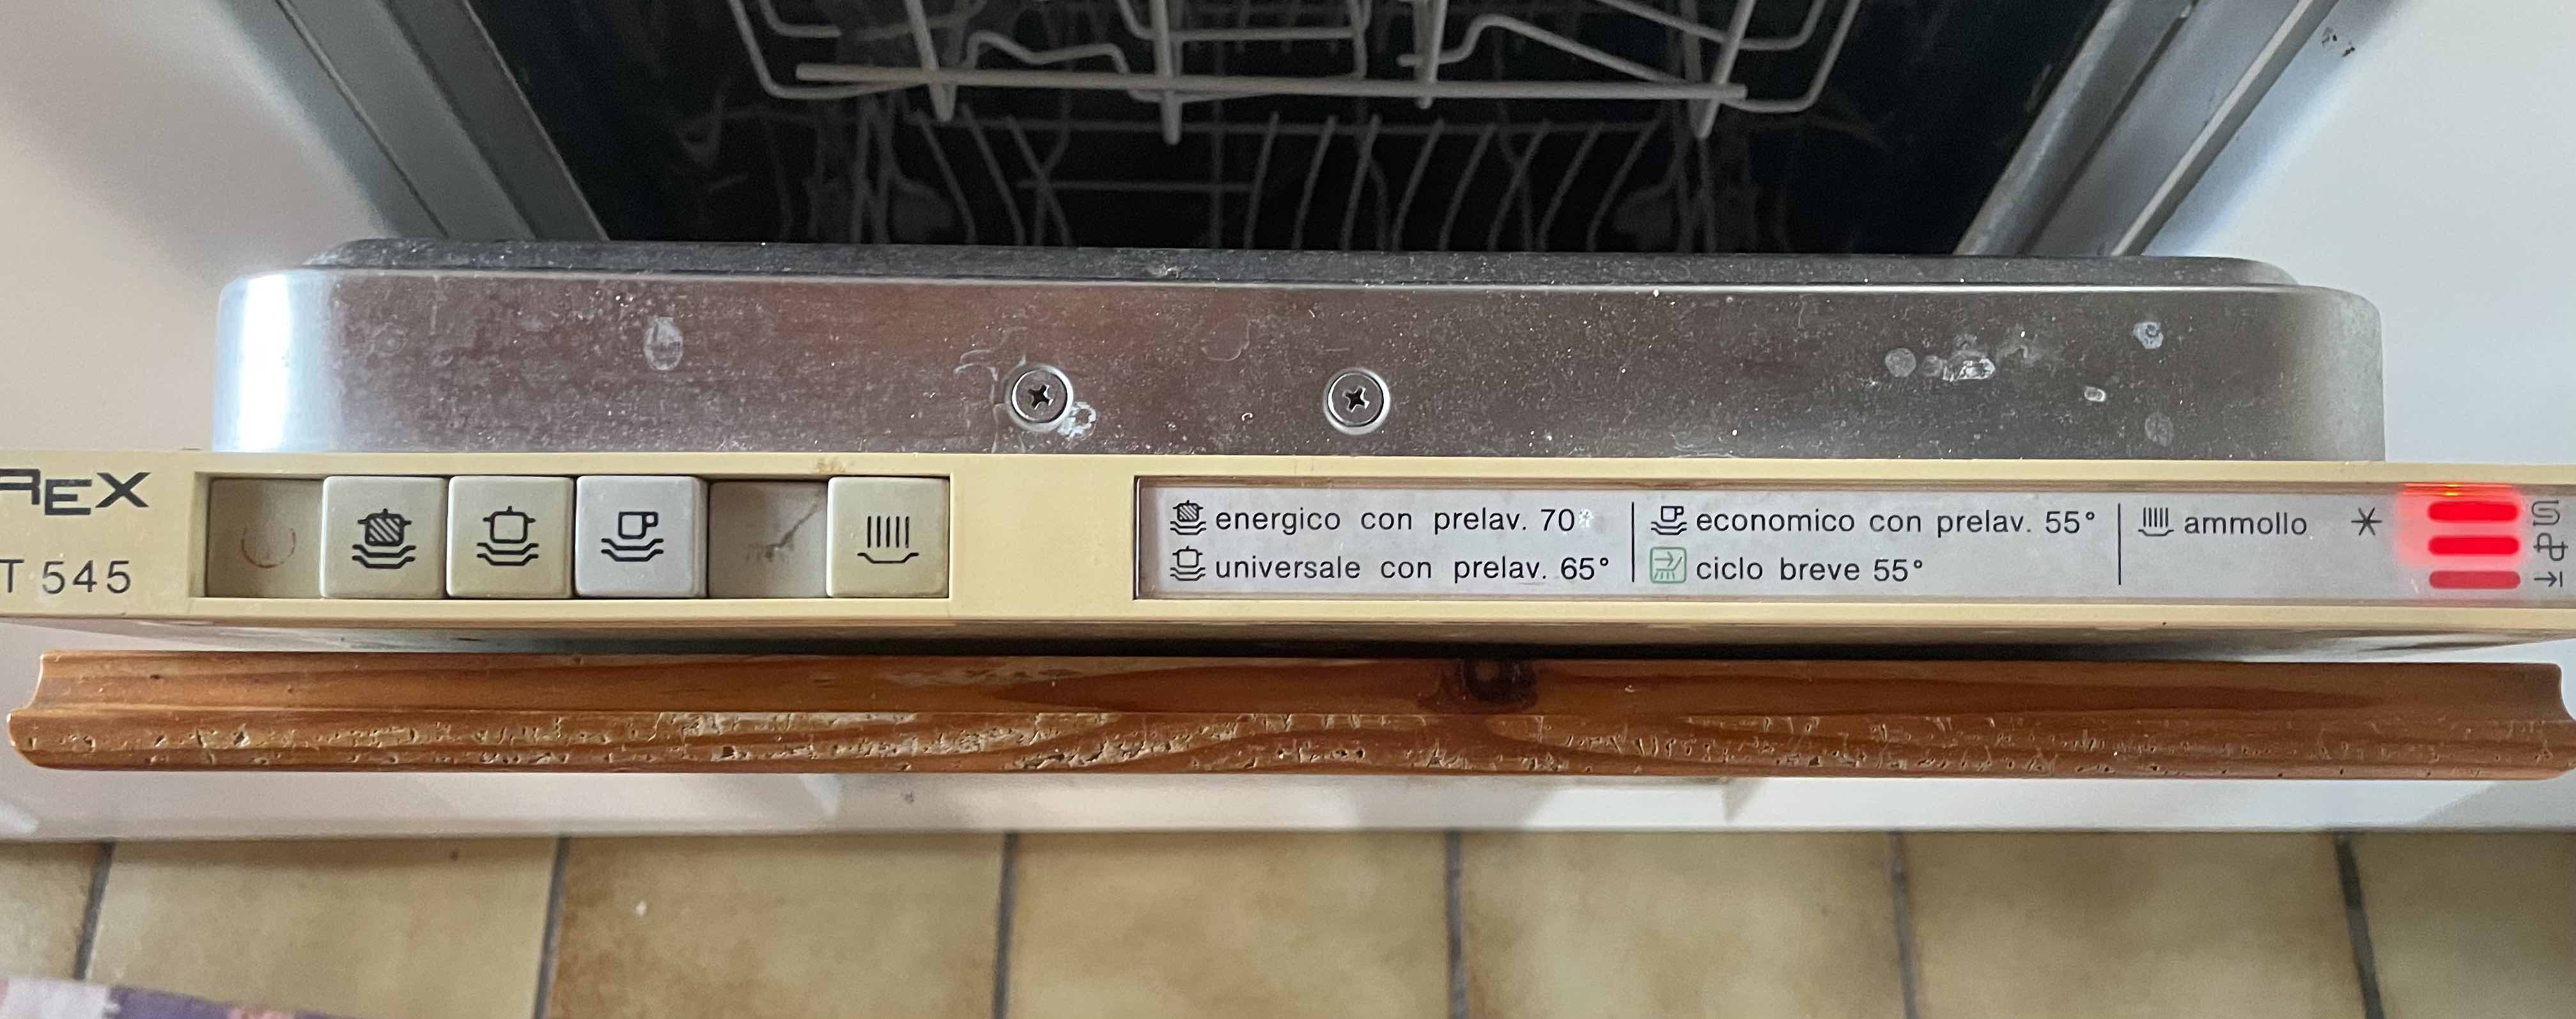 REX
T 545
energico con prelav. 70°
universale con prelav. 65°
economico con prelav. 55°
ciclo breve 55°
ammollo